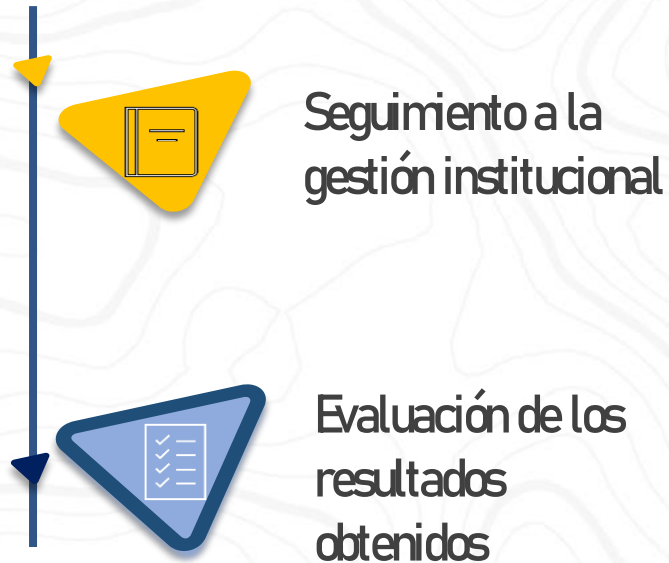 Seguimiento a la
gestión institucional
Evaluación de los
resultados
obtenidos